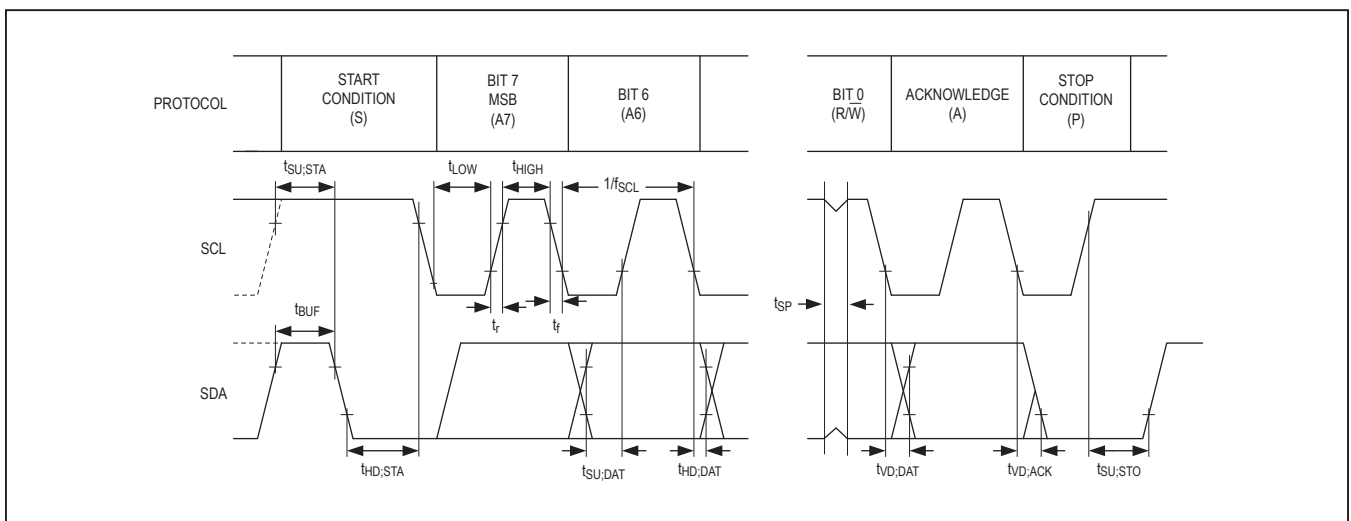 PROTOCOL
START
CONDITION
(S)
BIT 7
MSB
(A7)
BIT 6
(A6)
BIT 0
(R/W̅)
ACKNOWLEDGE
(A)
STOP
CONDITION
(P)
tSU;STA
tLOW
tHIGH
1/fSCL
SCL
tBUF
tr
tf
tSP
SDA
tHD;STA
tSU;DAT
tHD;DAT
tVD;DAT
tVD;ACK
tSU;STO